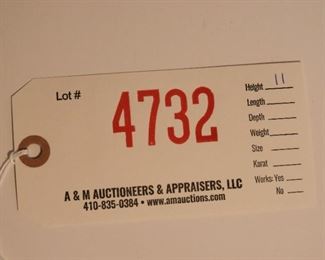 Lot #
4732
Height 11
Length
Depth
Weight
Size
Karat
Works: Yes
No
A & M AUCTIONEERS & APPRAISERS, LLC
410-835-0384 • www.amauctions.com